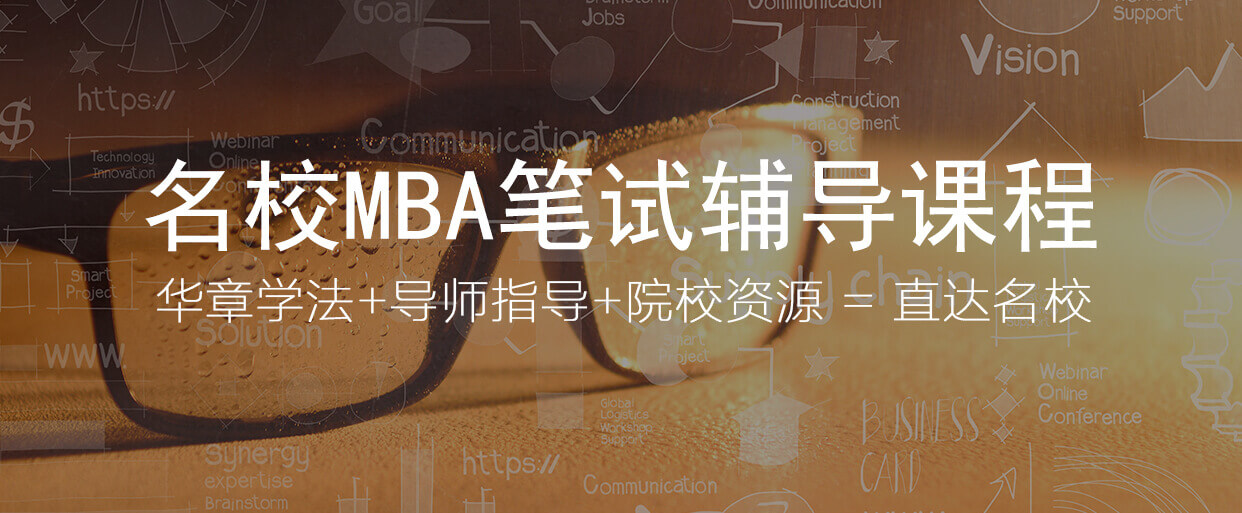 Goal!
Brainstorm
Jobs
Communication
Support
Vision
https://
$
Construction
Management
Project
Communication
Webinar
Online
Technology
Innovation
名校MBA笔试辅导课程
Supply chain
Smart
Project
华章学法+导师指导+院校资源 = 直达名校
Solution
www
Smart
Project
Webinar
Online
Conference
Global
Logistics
Workshop
Support
BUSINESS
CARD
Synergy
expertise
Brainstorm
https://
Communication